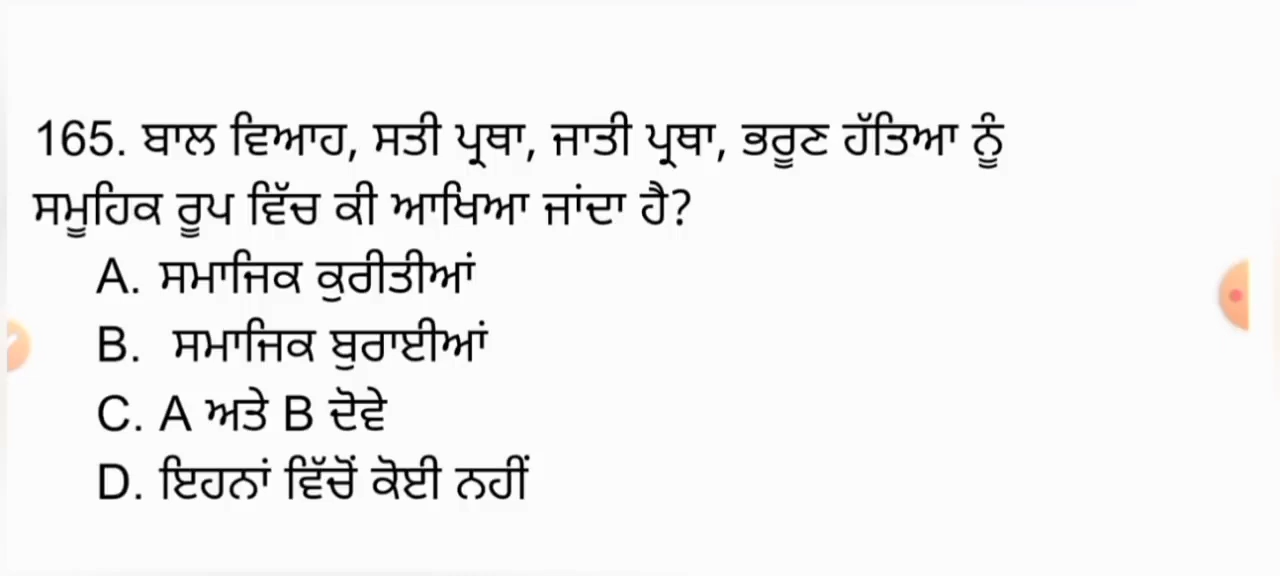 165. ਬਾਲ ਵਿਆਹ, ਸਤੀ ਪ੍ਰਥਾ, ਜਾਤੀ ਪ੍ਰਥਾ, ਭਰੂਣ ਹੱਤਿਆ ਨੂੰ
ਸਮੂਹਿਕ ਰੂਪ ਵਿੱਚ ਕੀ ਆਖਿਆ ਜਾਂਦਾ ਹੈ?
A. ਸਮਾਜਿਕ ਕੁਰੀਤੀਆਂ
B. ਸਮਾਜਿਕ ਬੁਰਾਈਆਂ
C. A ਅਤੇ B ਦੋਵੇ
D. ਇਹਨਾਂ ਵਿੱਚੋਂ ਕੋਈ ਨਹੀਂ